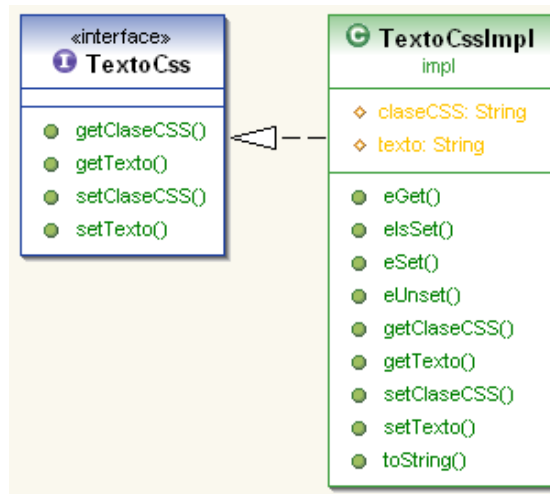 «interface»
I TextoCss
getClaseCSS()
getTexto()
setClaseCSS()
setTexto()
C TextoCssImpl
impl
claseCSS: String
texto: String
eGet()
eIsSet()
eSet()
eUnset()
getClaseCSS()
getTexto()
setClaseCSS()
setTexto()
toString()